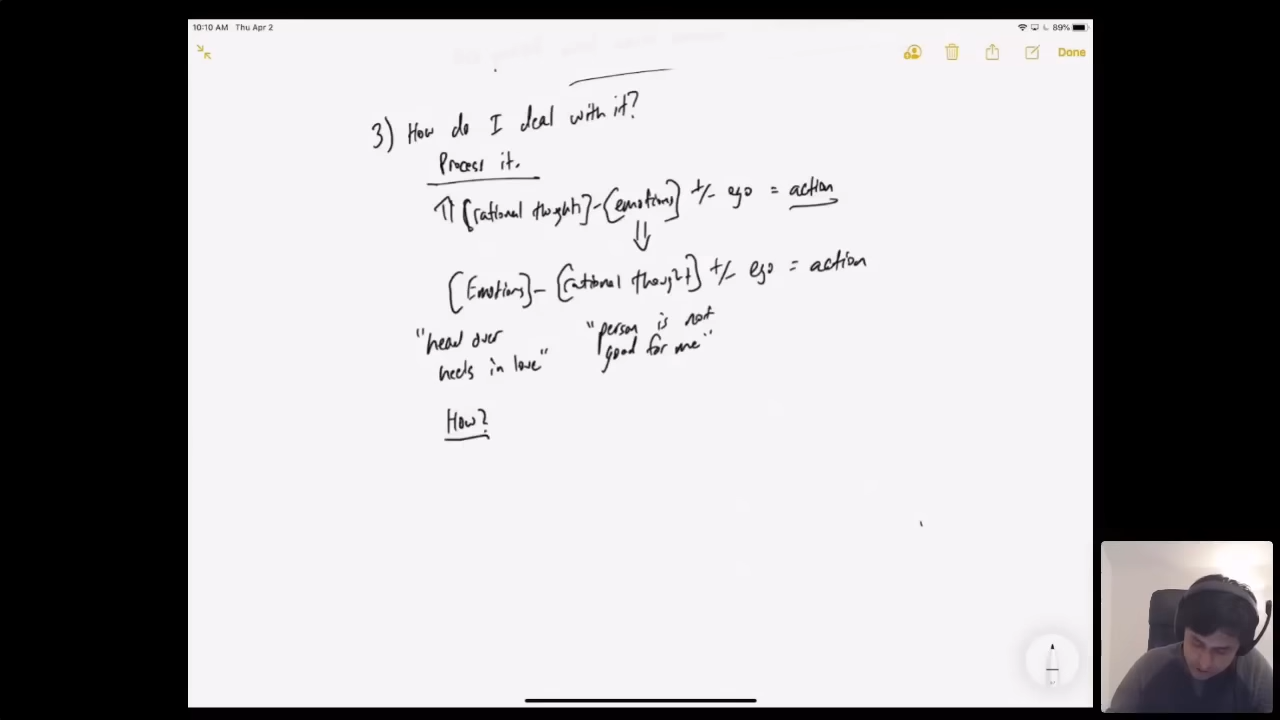 10:10 AM Thu Apr 2
89%
Done
3) How do I deal with it?
Process it.
⇑ [rational thought] - [emotions] +/- ego = action
⇓
[Emotions] - [rational thought] +/- ego = action
"head over heels in love"
"person is not good for me"
How?